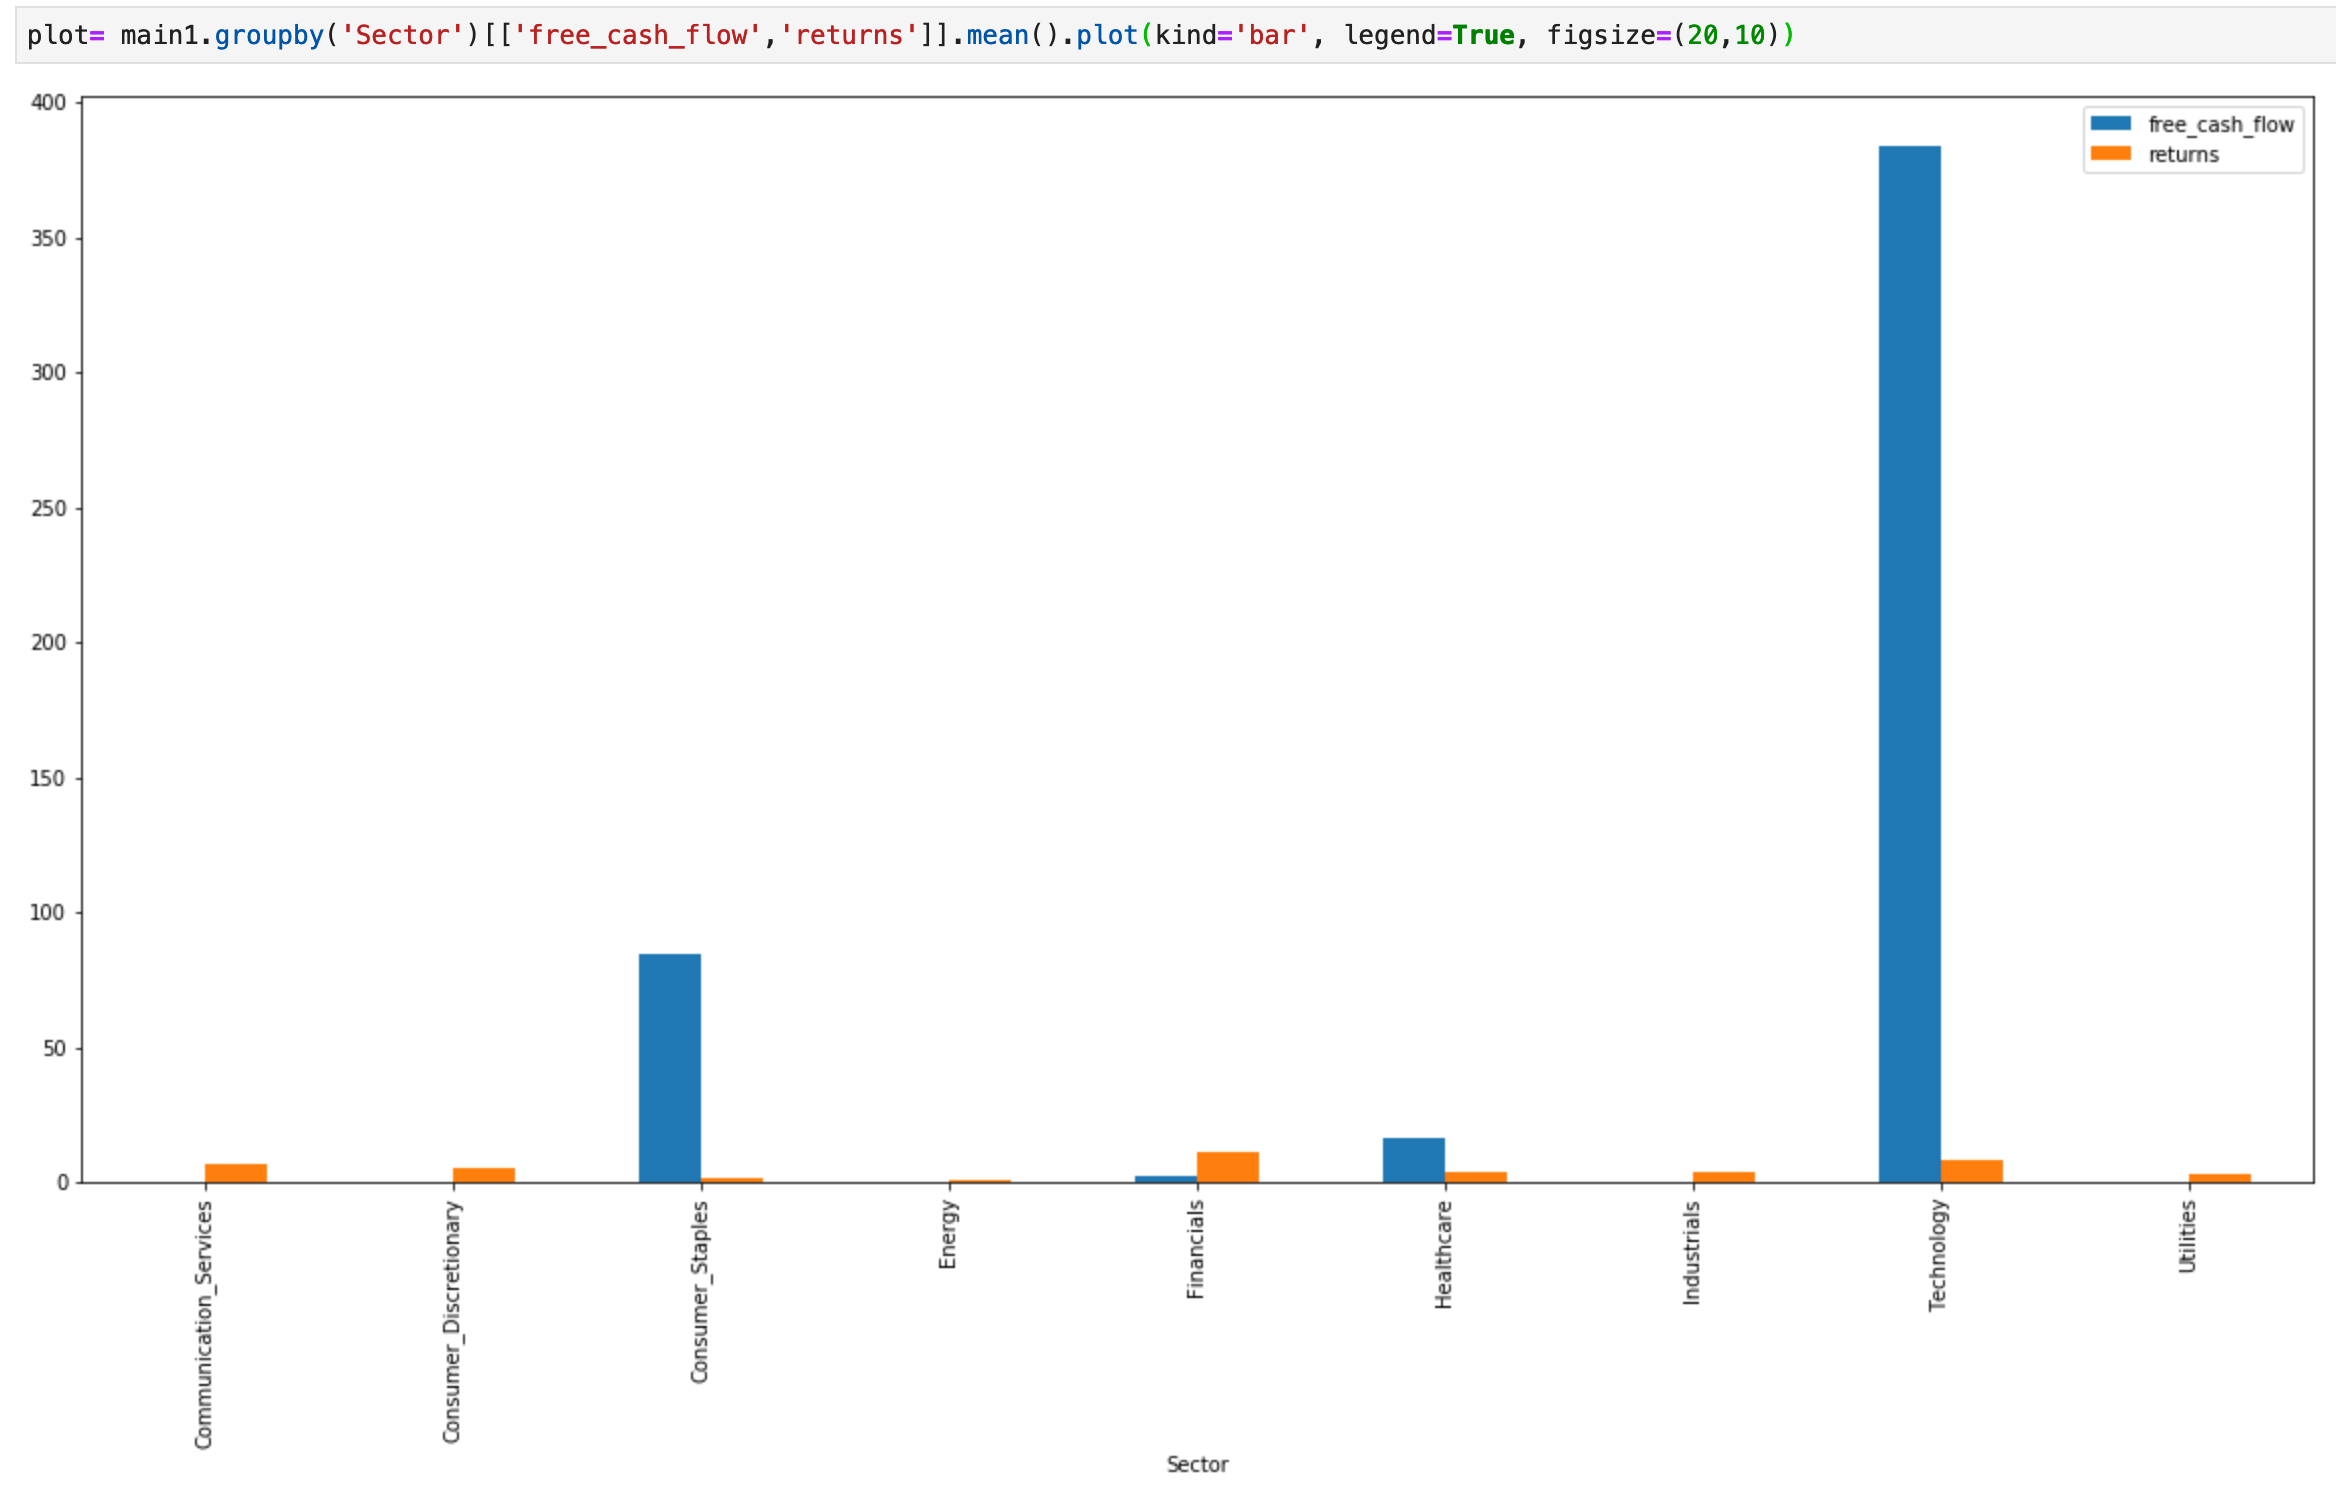 plot= main1.groupby('Sector')[['free_cash_flow','returns']].mean().plot(kind='bar', legend=True, figsize=(20,10))
400
350
300
250
200
150
100
50
0
free_cash_flow
returns
Communication_Services
Consumer_Discretionary
Consumer_Staples
Energy
Financials
Healthcare
Industrials
Technology
Utilities
Sector